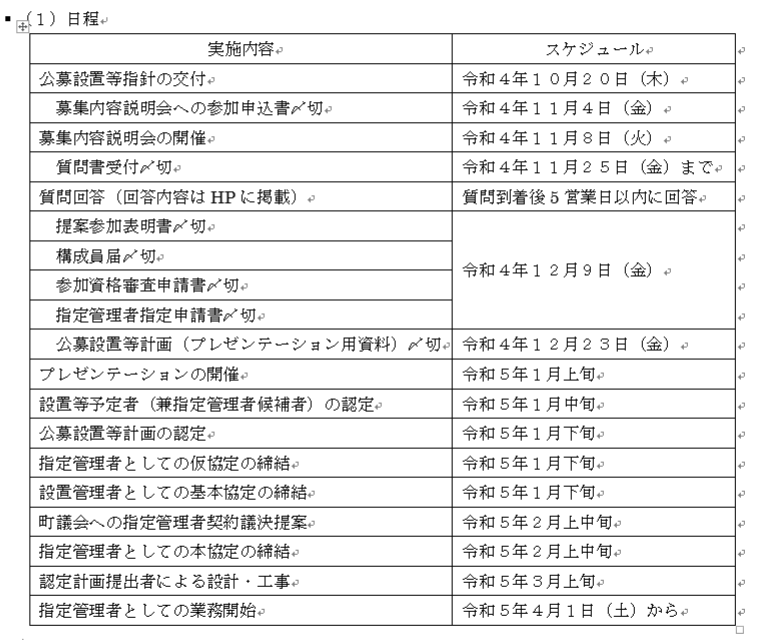 （１）日程
実施内容 スケジュール
公募設置等指針の交付 令和４年１０月２０日（木）
募集内容説明会への参加申込書〆切 令和４年１１月４日（金）
募集内容説明会の開催 令和４年１１月８日（火）
質問書受付〆切 令和４年１１月２５日（金）まで
質問回答（回答内容は HP に掲載） 質問到着後 5 営業日以内に回答
提案参加表明書〆切
構成員届〆切
参加資格審査申請書〆切
指定管理者指定申請書〆切
令和４年１２月９日（金）
公募設置等計画（プレゼンテーション用資料）〆切 令和４年１２月２３日（金）
プレゼンテーションの開催 令和５年１月上旬
設置等予定者（兼指定管理者候補者）の認定 令和５年１月中旬
公募設置等計画の認定 令和５年１月下旬
指定管理者としての仮協定の締結 令和５年１月下旬
設置管理者としての基本協定の締結 令和５年１月下旬
町議会への指定管理者契約議決提案 令和５年２月上中旬
指定管理者としての本協定の締結 令和５年２月上中旬
認定計画提出者による設計・工事 令和５年３月上旬
指定管理者としての業務開始 令和５年４月１日（土）から